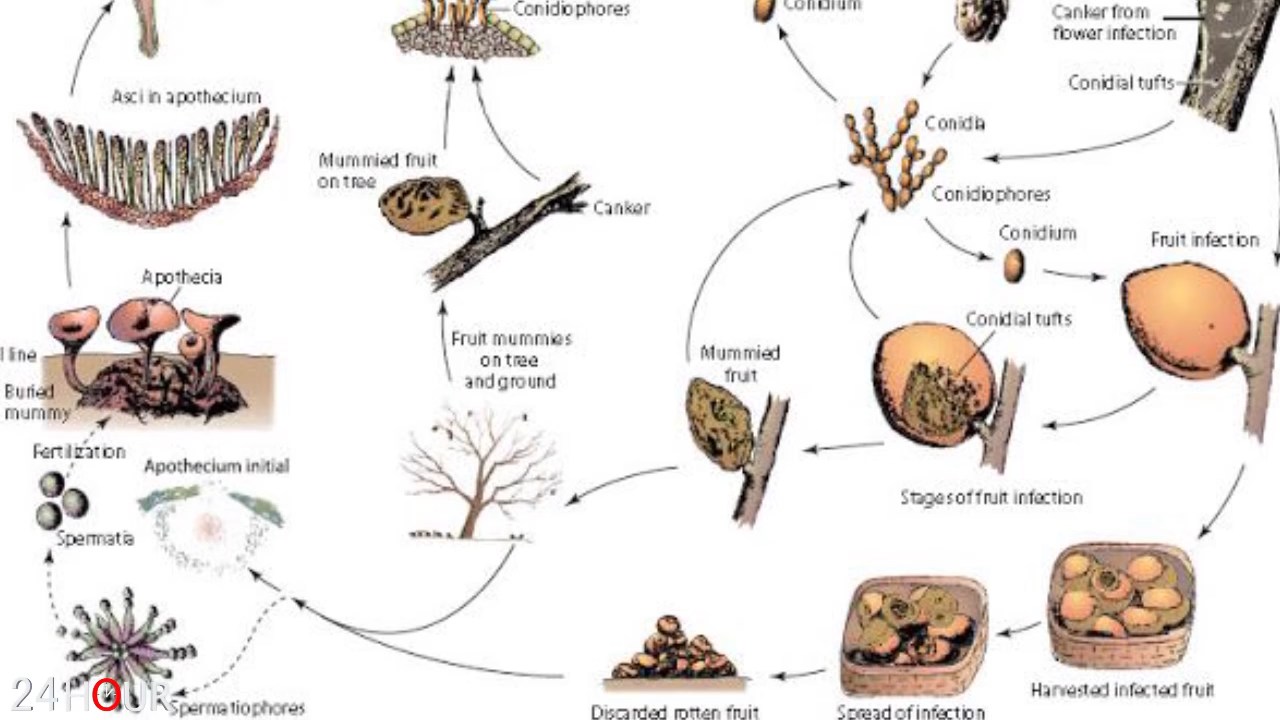 Conidiophores
Conidium
Canker from
flower infection
Conidial tufts
Asci in apothecium
Conidia
Mummied fruit
on tree
Canker
Conidiophores
Conidium
Fruit infection
Apothecia
Conidial tufts
Fruit mummies
on tree
and ground
Mummied
fruit
l line
Buried
mummy
Fertilization
Apothecium initial
Stages of fruit infection
Spermatia
24HOUR
Spermatiophores
Discarded rotten fruit
Spread of infection
Harvested infected fruit